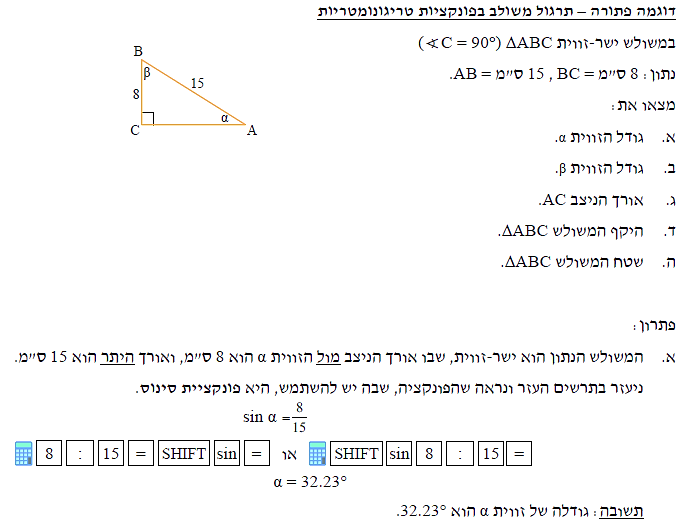 דוגמה פתורה – תרגול משולב בפונקציות טריגונומטריות
במשולש ישר-זווית ΔABC (∢C = 90°)
נתון: 8 ס״מ = BC , 15 ס״מ = AB.
מצאו את:
א. גודל הזווית α.
ב. גודל הזווית β.
ג. אורך הניצב AC.
ד. היקף המשולש ΔABC.
ה. שטח המשולש ΔABC.
B
β
15
8
α
C
A
פתרון:
א. המשולש הנתון הוא ישר-זווית, שבו אורך הניצב מול הזווית α הוא 8 ס״מ, ואורך היתר הוא 15 ס״מ.
ניעזר בתרשים העזר ונראה שהפונקציה, שבה יש להשתמש, היא פונקציית סינוס.
sin α = 8/15
8 : 15 = SHIFT sin = או SHIFT sin 8 : 15 =
α = 32.23°
תשובה: גודלה של זווית α הוא 32.23°.